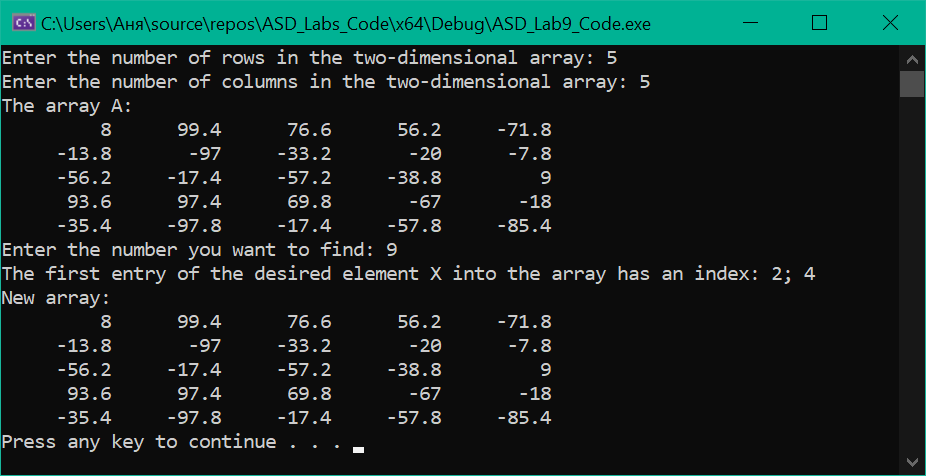 C:\Users\Аня\source\repos\ASD_Labs_Code\x64\Debug\ASD_Lab9_Code.exe
Enter the number of rows in the two-dimensional array: 5
Enter the number of columns in the two-dimensional array: 5
The array A:
8 99.4 76.6 56.2 -71.8
-13.8 -97 -33.2 -20 -7.8
-56.2 -17.4 -57.2 -38.8 9
93.6 97.4 69.8 -67 -18
-35.4 -97.8 -17.4 -57.8 -85.4
Enter the number you want to find: 9
The first entry of the desired element X into the array has an index: 2; 4
New array:
8 99.4 76.6 56.2 -71.8
-13.8 -97 -33.2 -20 -7.8
-56.2 -17.4 -57.2 -38.8 9
93.6 97.4 69.8 -67 -18
-35.4 -97.8 -17.4 -57.8 -85.4
Press any key to continue . . .